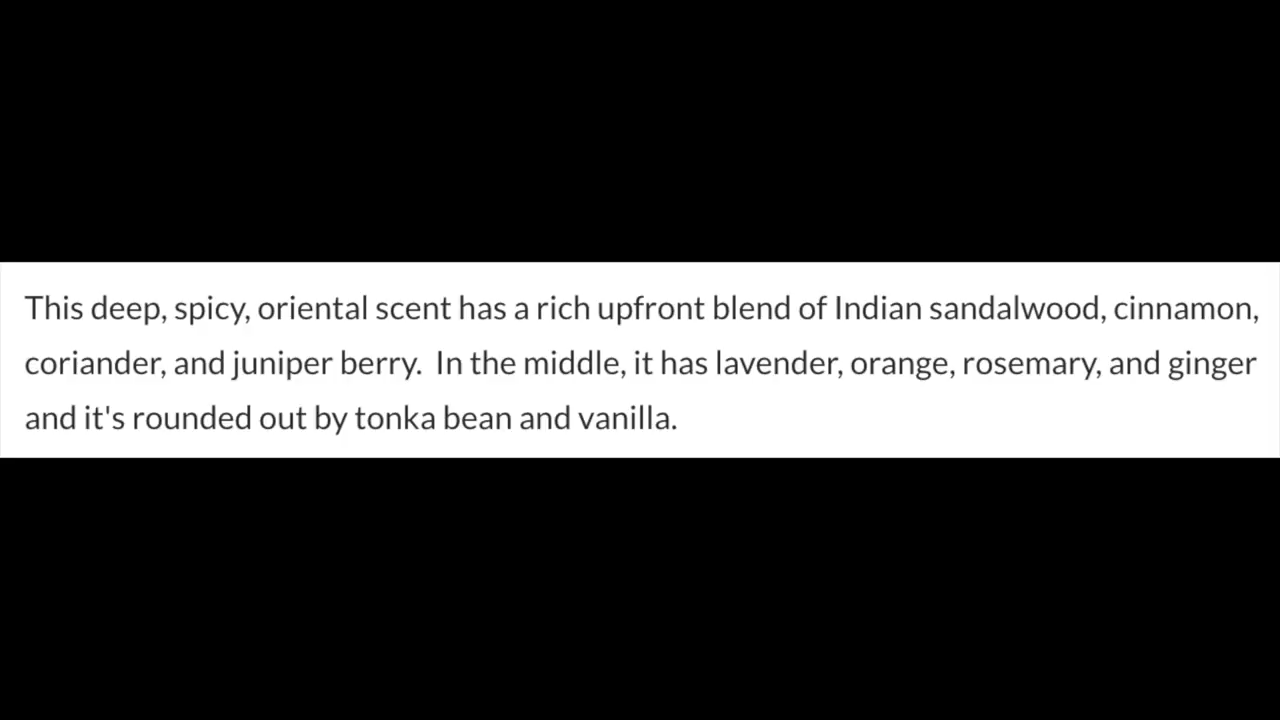 This deep, spicy, oriental scent has a rich upfront blend of Indian sandalwood, cinnamon,
coriander, and juniper berry.  In the middle, it has lavender, orange, rosemary, and ginger
and it's rounded out by tonka bean and vanilla.